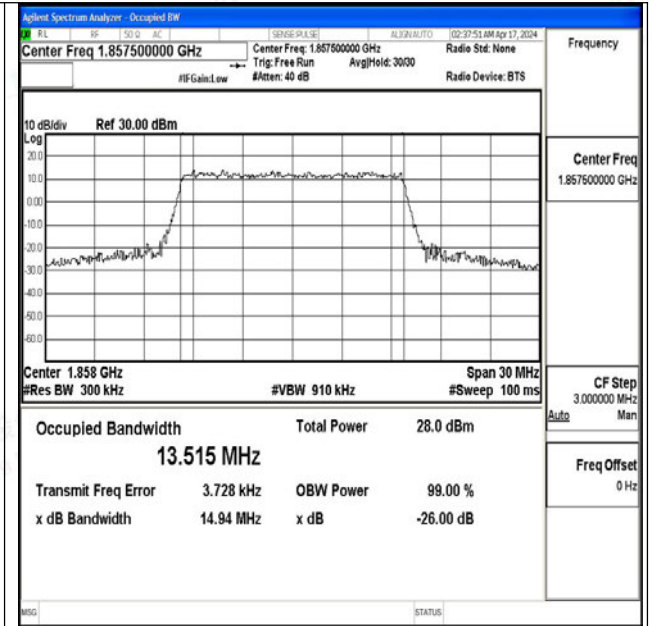 Agilent Spectrum Analyzer - Occupied BW
RL RF 50 Ω AC SENSE:PULSE ALIGN AUTO 02:37:51 AM Apr 17, 2024
Center Freq 1.857500000 GHz
Center Freq: 1.857500000 GHz
Radio Std: None
Trig: Free Run Avg|Hold: 30/30
#IFGain:Low #Atten: 40 dB Radio Device: BTS
Frequency
10 dB/div Ref 30.00 dBm
Log
20.0
10.0
0.00
-10.0
-20.0
-30.0
-40.0
-50.0
-60.0
Center 1.858 GHz Span 30 MHz
#Res BW 300 kHz #VBW 910 kHz #Sweep 100 ms
Center Freq
1.857500000 GHz
CF Step
3.000000 MHz
Auto Man
Freq Offset
0 Hz
Occupied Bandwidth Total Power 28.0 dBm
13.515 MHz
Transmit Freq Error 3.728 kHz OBW Power 99.00 %
x dB Bandwidth 14.94 MHz x dB -26.00 dB
MSG STATUS